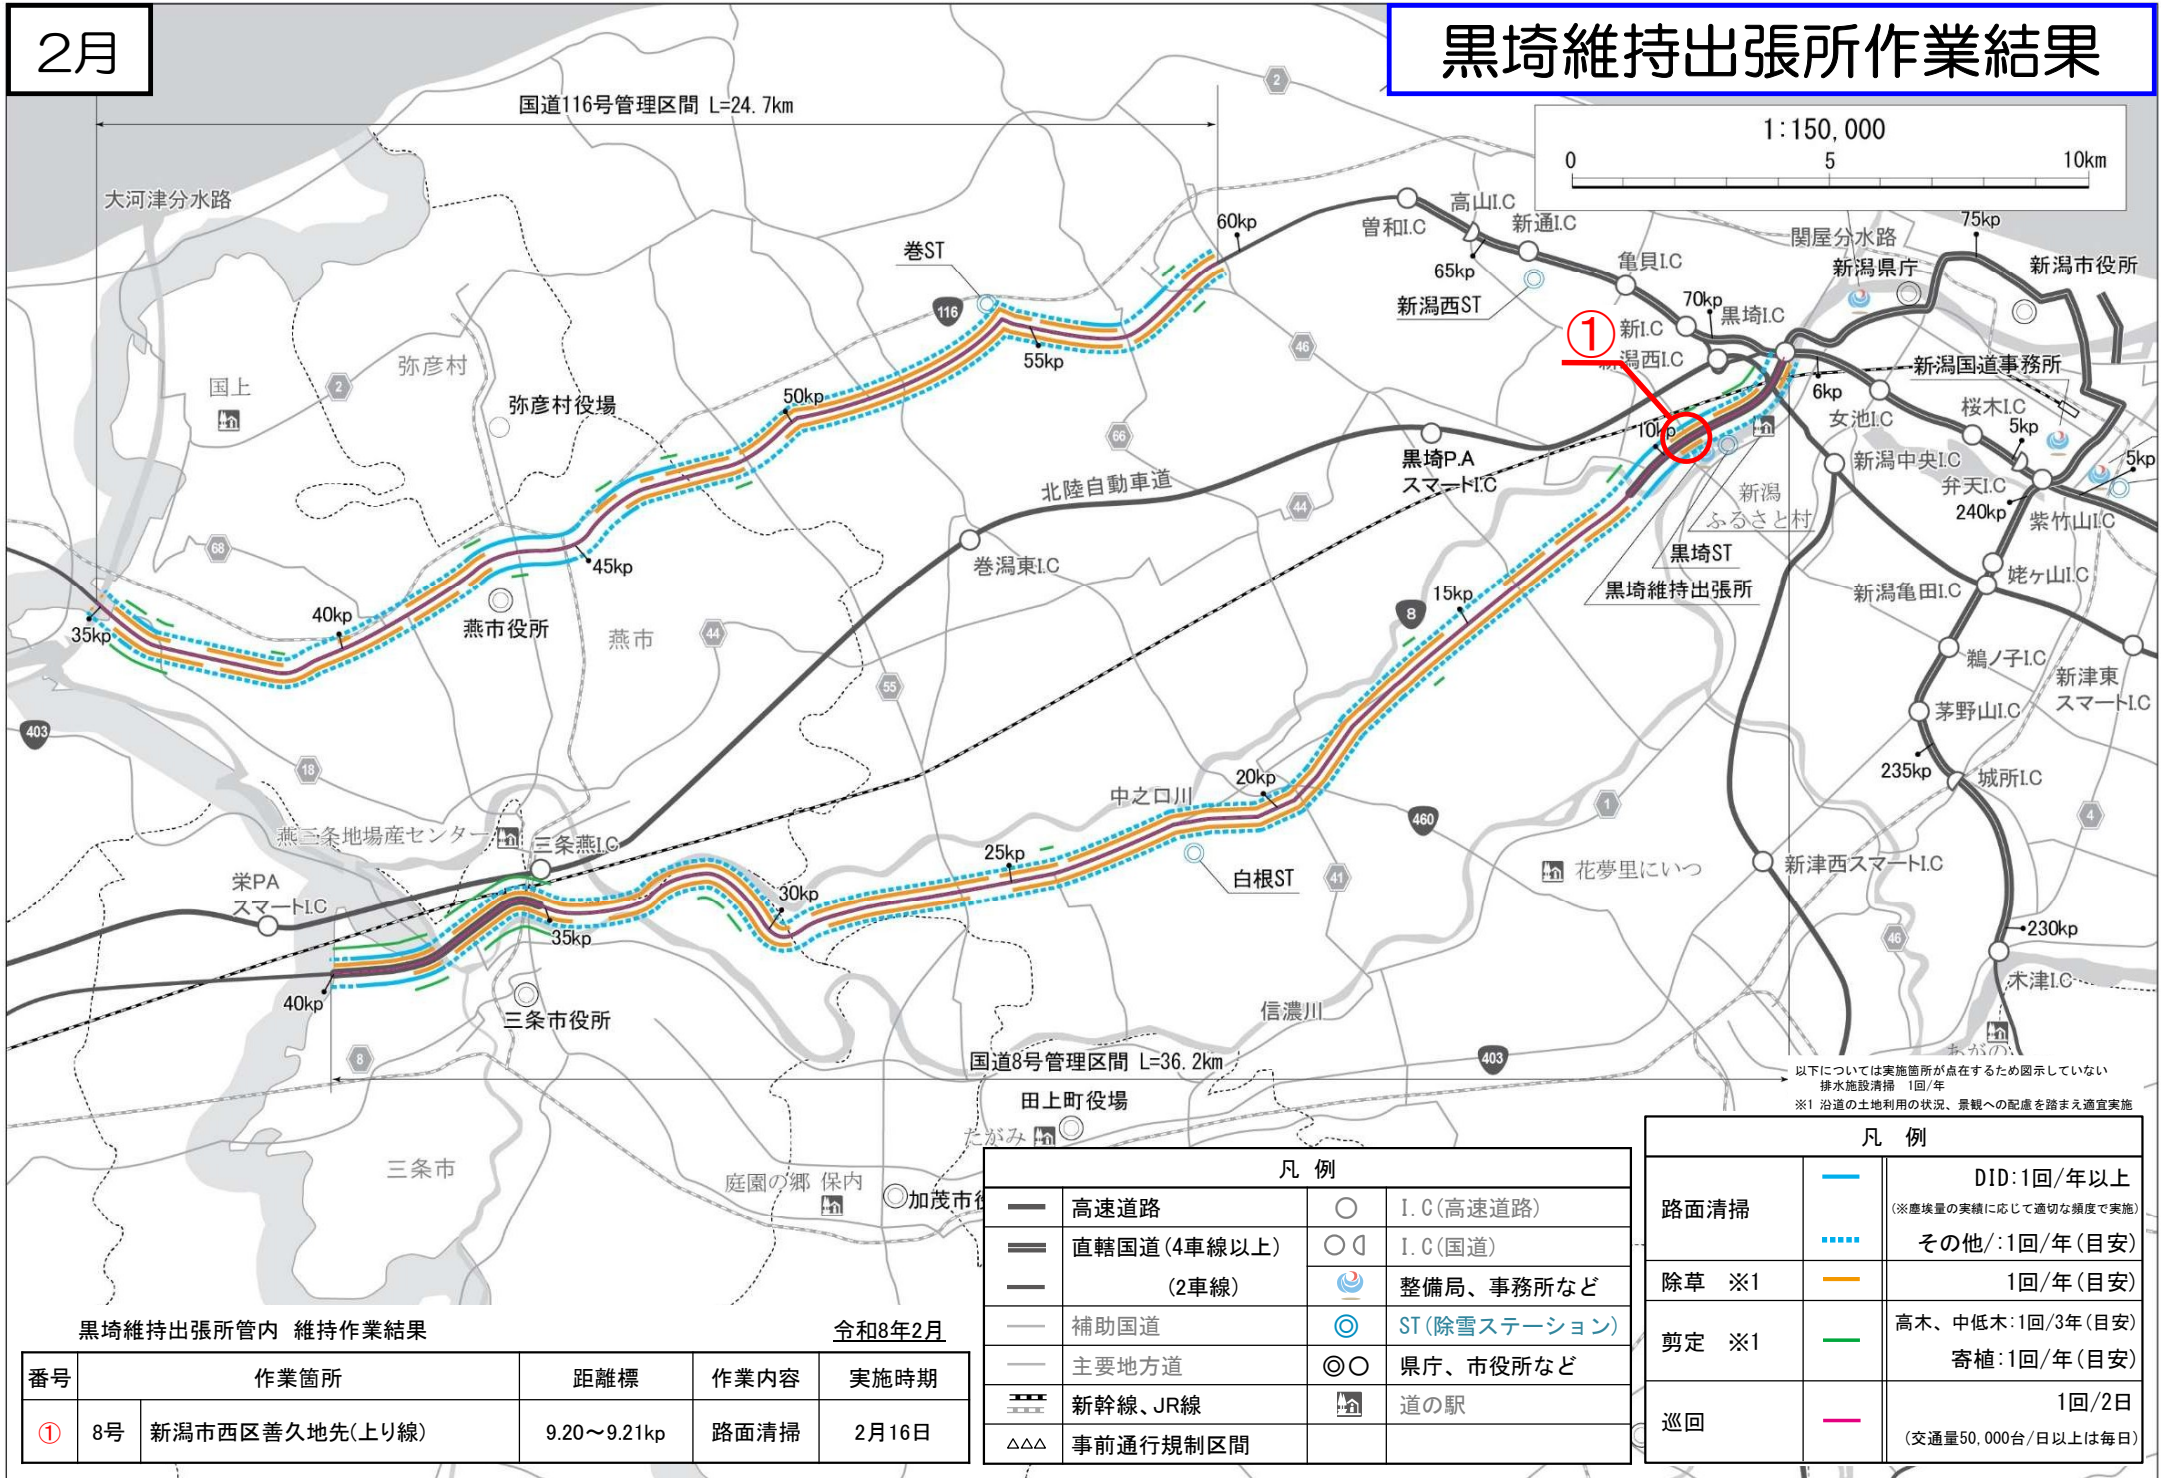 2月
黒埼維持出張所作業結果
国道116号管理区間 L=24.7km
1:150,000
0
5
10km
大河津分水路
2
巻ST
60kp
曽和I.C
高山I.C
新通I.C
65kp
新潟西ST
亀貝I.C
関屋分水路
75kp
新潟県庁
新潟市役所
70kp
黒埼I.C
①
新I.C
新潟西I.C
116
55kp
46
新潟国道事務所
6kp
女池I.C
桜木I.C
5kp
5kp
弥彦村
国上
2
弥彦村役場
50kp
66
10kp
黒埼P.A
スマートI.C
北陸自動車道
44
新潟中央I.C
弁天I.C
240kp
紫竹山I.C
新潟
ふるさと村
黒埼ST
黒埼維持出張所
68
45kp
巻潟東I.C
姥ヶ山I.C
新潟亀田I.C
35kp
40kp
燕市役所
燕市
44
15kp
8
鵜ノ子I.C
新津東
スマートI.C
55
茅野山I.C
403
18
235kp
城所I.C
20kp
中之口川
460
1
4
燕三条地場産センター
三条燕I.C
25kp
白根ST
41
花夢里にいつ
新津西スマートI.C
栄PA
スマートI.C
30kp
35kp
46
230kp
40kp
三条市役所
信濃川
木津I.C
あがの
8
国道8号管理区間 L=36.2km
403
田上町役場
たがみ
三条市
庭園の郷 保内
加茂市役
以下については実施箇所が点在するため図示していない
排水施設清掃 1回/年
※1 沿道の土地利用の状況、景観への配慮を踏まえ適宜実施
凡 例
高速道路
I.C(高速道路)
直轄国道(4車線以上)
I.C(国道)
(2車線)
整備局、事務所など
補助国道
ST(除雪ステーション)
主要地方道
県庁、市役所など
新幹線、JR線
道の駅
事前通行規制区間
凡 例
路面清掃
DID:1回/年以上
(※塵埃量の実績に応じて適切な頻度で実施)
その他/:1回/年(目安)
除草 ※1
1回/年(目安)
剪定 ※1
高木、中低木:1回/3年(目安)
寄植:1回/年(目安)
巡回
1回/2日
(交通量50,000台/日以上は毎日)
黒埼維持出張所管内 維持作業結果
令和8年2月
番号 作業箇所 距離標 作業内容 実施時期
① 8号 新潟市西区善久地先(上り線) 9.20～9.21kp 路面清掃 2月16日